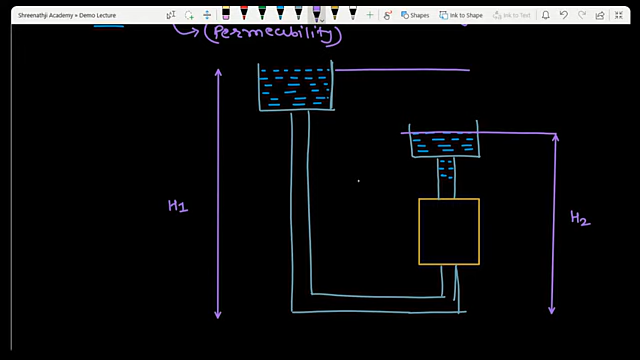 Shreenathji Academy » Demo Lecture
Shapes
Ink to Shape
Ink to Text
(Permeability)
H1
H2